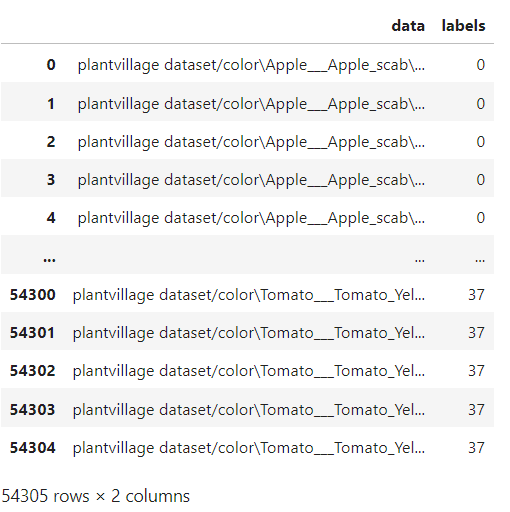 data labels
0 plantvillage dataset/color\Apple___Apple_scab\... 0
1 plantvillage dataset/color\Apple___Apple_scab\... 0
2 plantvillage dataset/color\Apple___Apple_scab\... 0
3 plantvillage dataset/color\Apple___Apple_scab\... 0
4 plantvillage dataset/color\Apple___Apple_scab\... 0
... ... ...
54300 plantvillage dataset/color\Tomato___Tomato_Yel... 37
54301 plantvillage dataset/color\Tomato___Tomato_Yel... 37
54302 plantvillage dataset/color\Tomato___Tomato_Yel... 37
54303 plantvillage dataset/color\Tomato___Tomato_Yel... 37
54304 plantvillage dataset/color\Tomato___Tomato_Yel... 37
54305 rows × 2 columns